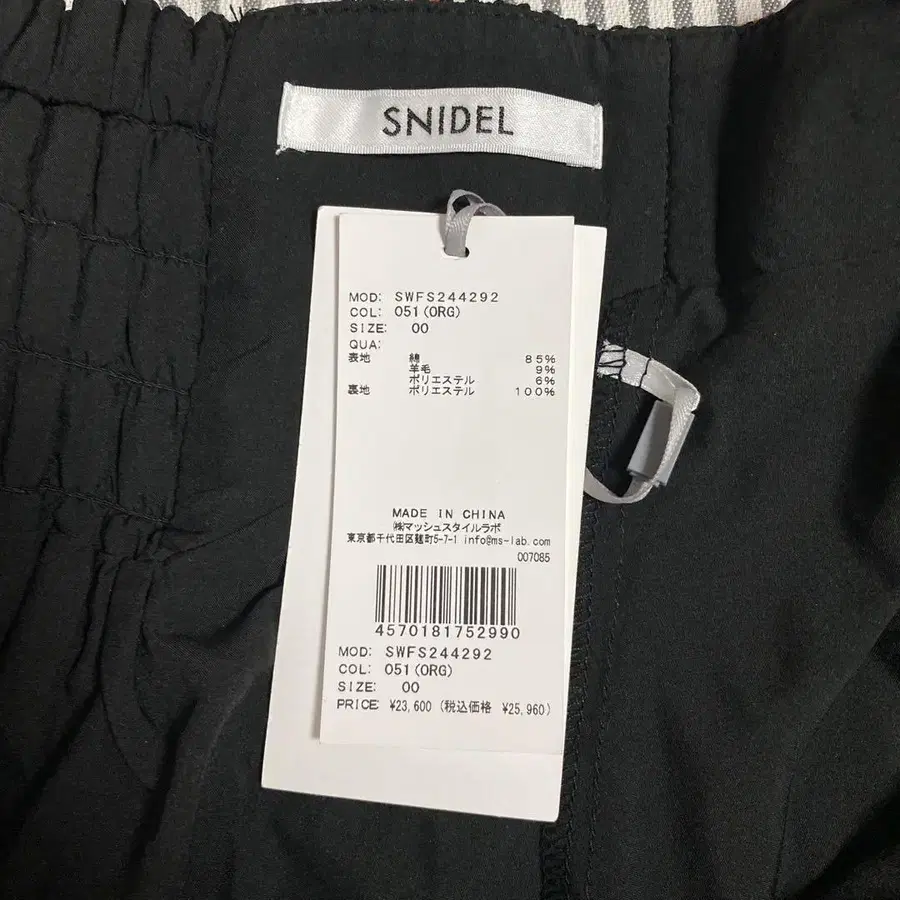 SNIDEL
MOD: SWFS244292
COL: 051(ORG)
SIZE: 00
QUA:
表地 綿 85%
羊毛 9%
ポリエステル 6%
裏地 ポリエステル 100%
MADE IN CHINA
㈱マッシュスタイルラボ
東京都千代田区麹町5-7-1 info@ms-lab.com
007085
4570181752990
MOD: SWFS244292
COL: 051(ORG)
SIZE: 00
PRICE: ¥23,600 (税込価格 ¥25,960)